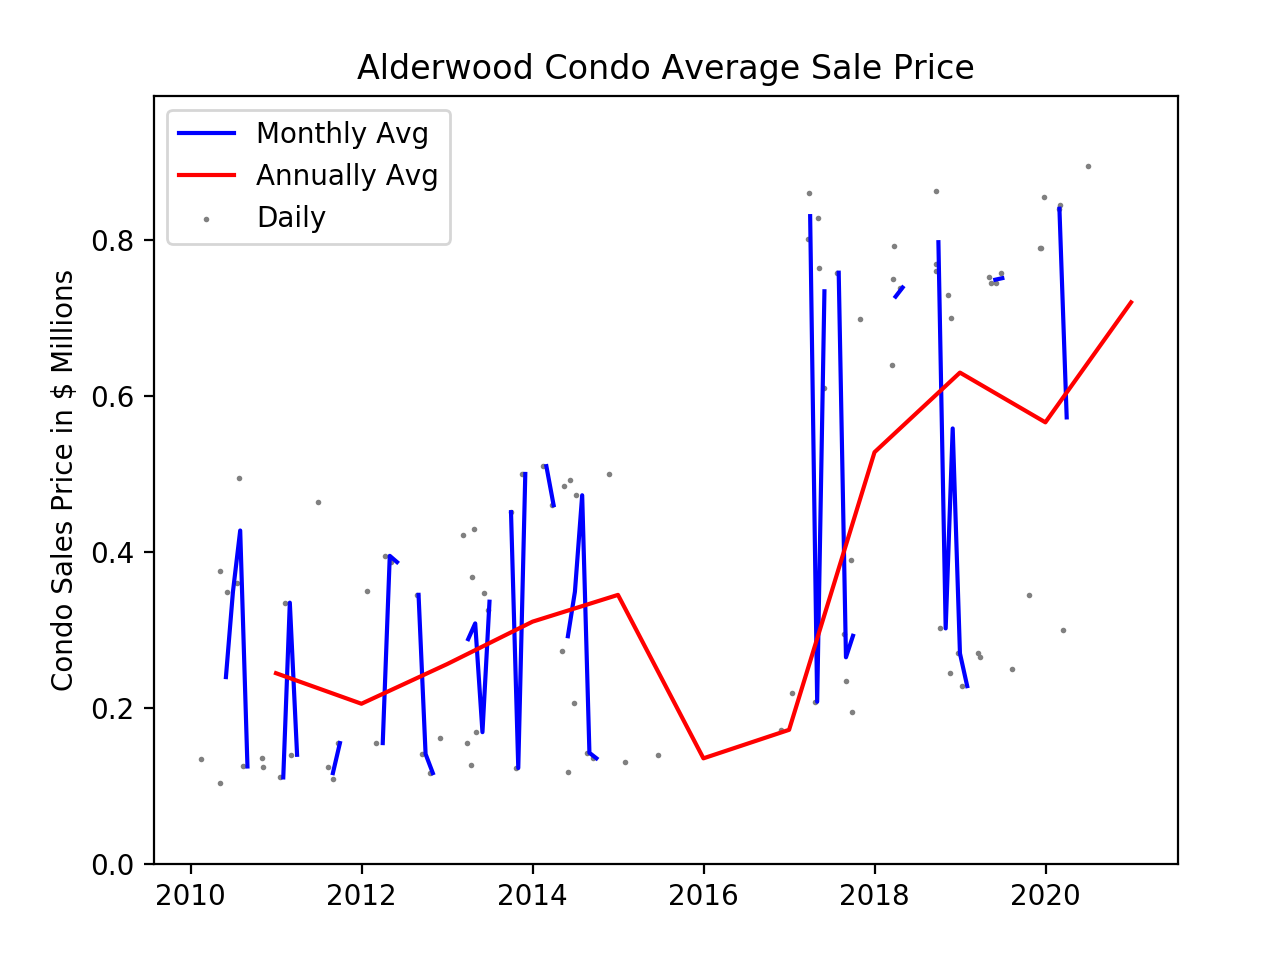 Alderwood Condo Average Sale Price
Monthly Avg
Annually Avg
Daily
Condo Sales Price in $ Millions
0.8
0.6
0.4
0.2
0.0
2010 2012 2014 2016 2018 2020